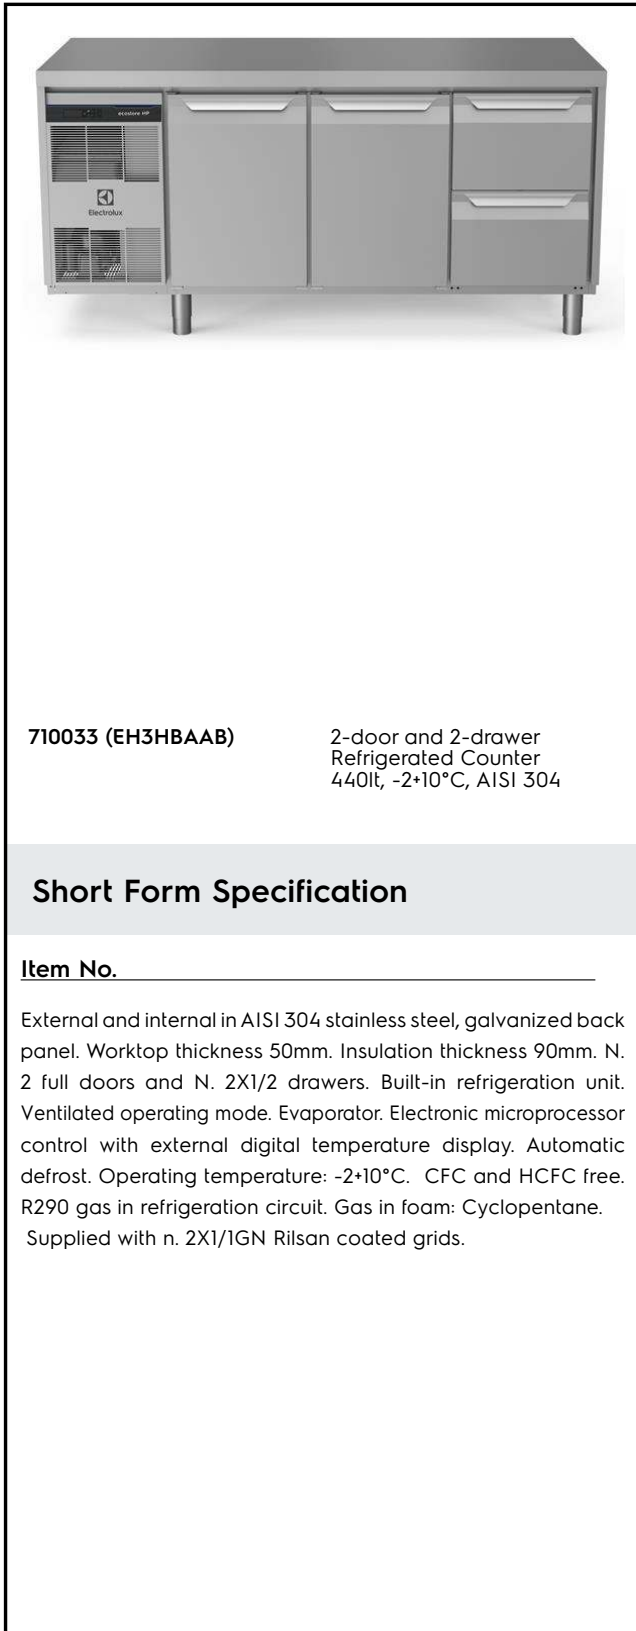 ecostore HP
Electrolux
710033 (EH3HBAAB)
2-door and 2-drawer
Refrigerated Counter
440lt, -2+10°C, AISI 304
Short Form Specification
Item No.
External and internal in AISI 304 stainless steel, galvanized back
panel. Worktop thickness 50mm. Insulation thickness 90mm. N.
2 full doors and N. 2X1/2 drawers. Built-in refrigeration unit.
Ventilated operating mode. Evaporator. Electronic microprocessor
control with external digital temperature display. Automatic
defrost. Operating temperature: -2+10°C. CFC and HCFC free.
R290 gas in refrigeration circuit. Gas in foam: Cyclopentane.
Supplied with n. 2X1/1GN Rilsan coated grids.